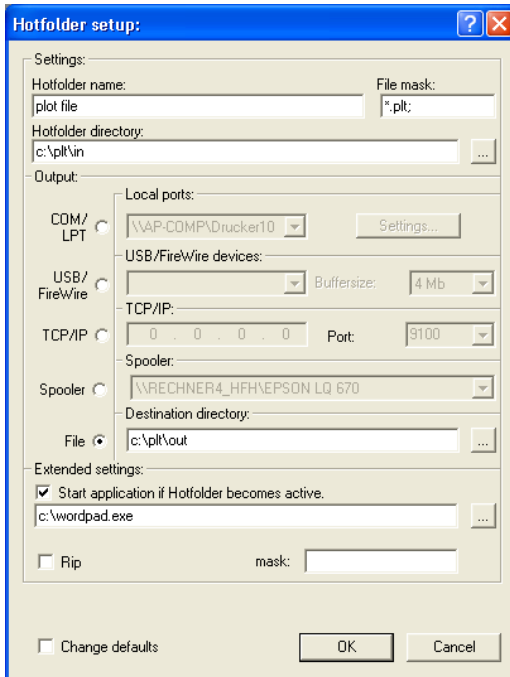 Hotfolder setup:
Settings:
Hotfolder name: File mask:
plot file *.plt;
Hotfolder directory:
c:\plt\in ...
Output:
Local ports:
COM/
LPT \\AP-COMP\Drucker10 Settings...
USB/FireWire devices:
USB/
FireWire Buffersize: 4 Mb
TCP/IP:
TCP/IP 0 . 0 . 0 . 0 Port: 9100
Spooler:
Spooler \\RECHNER4_HFH\EPSON LQ 670
Destination directory:
File c:\plt\out ...
Extended settings:
Start application if Hotfolder becomes active.
c:\wordpad.exe ...
Rip mask:
Change defaults OK Cancel